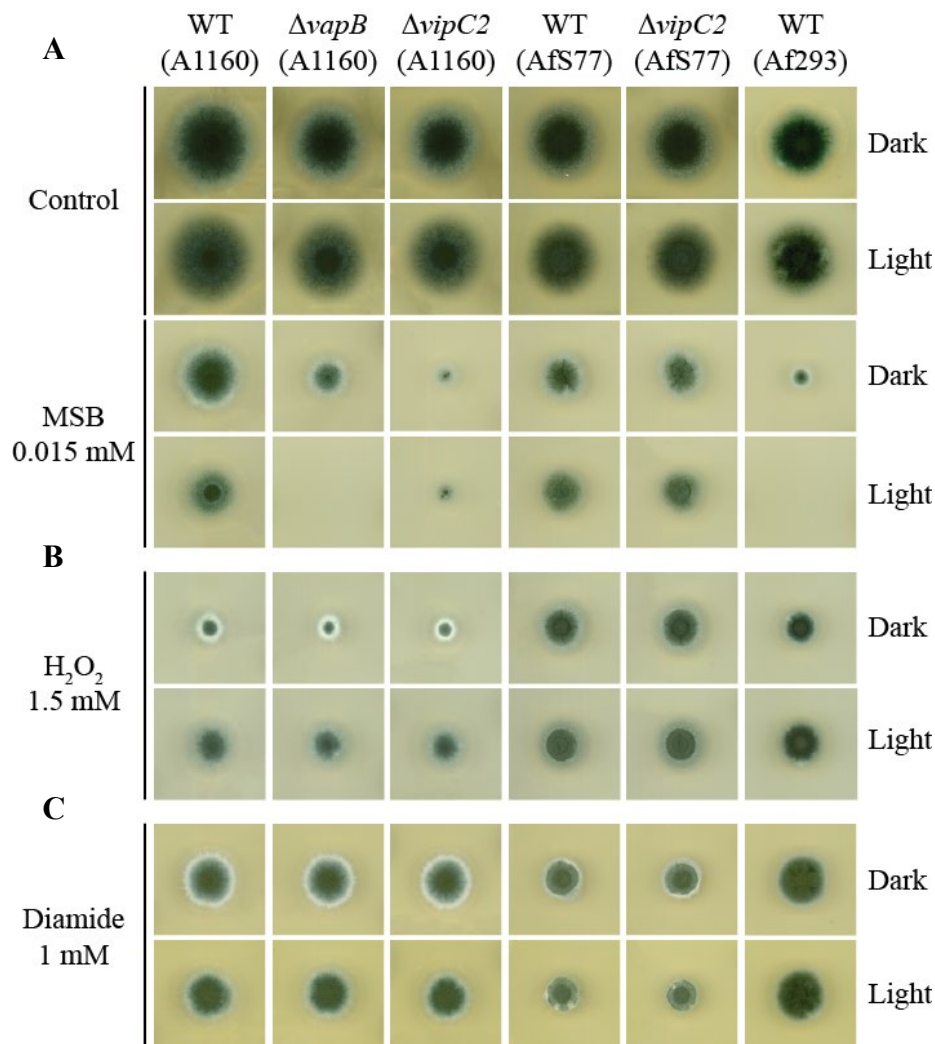 A
WT ΔvapB ΔvipC2 WT ΔvipC2 WT
(A1160) (A1160) (A1160) (AfS77) (AfS77) (Af293)
Dark
Control
Light
Dark
MSB
0.015 mM
Light
B
Dark
H₂O₂
1.5 mM
Light
C
Dark
Diamide
1 mM
Light